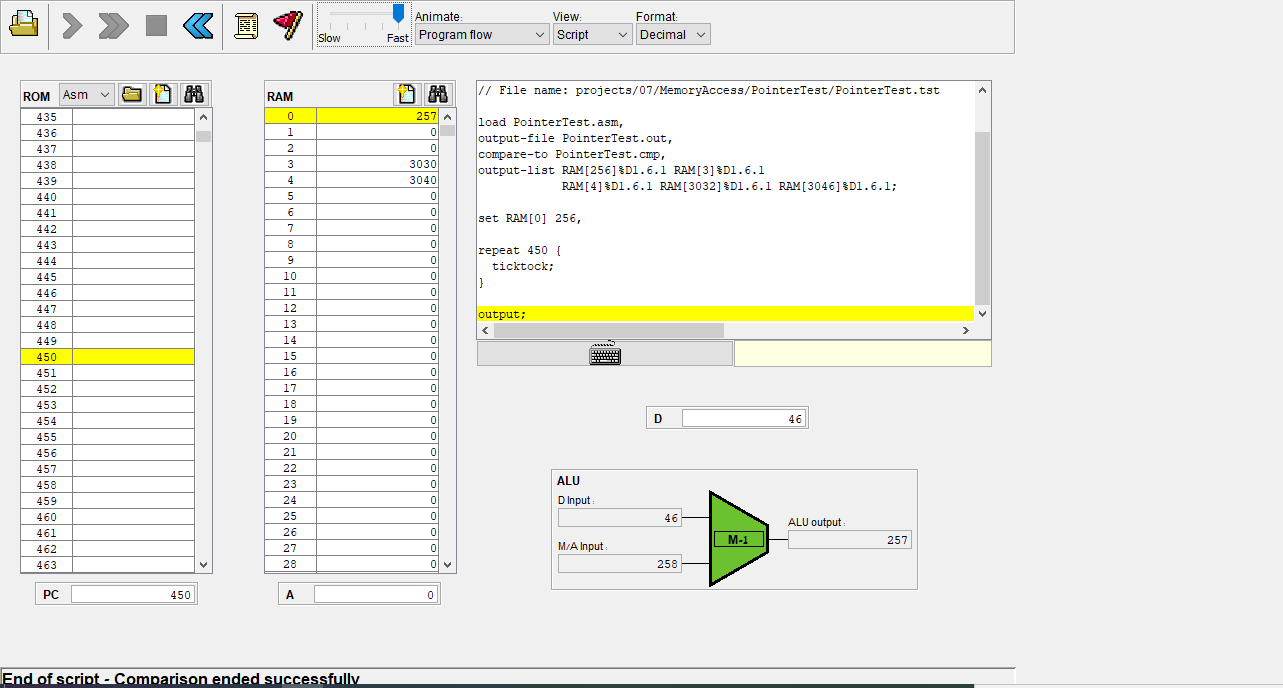 Slow Fast
Animate:
Program flow
View:
Script
Format:
Decimal
ROM Asm
435
436
437
438
439
440
441
442
443
444
445
446
447
448
449
450
451
452
453
454
455
456
457
458
459
460
461
462
463
PC 450
RAM
0 257
1 0
2 0
3 3030
4 3040
5 0
6 0
7 0
8 0
9 0
10 0
11 0
12 0
13 0
14 0
15 0
16 0
17 0
18 0
19 0
20 0
21 0
22 0
23 0
24 0
25 0
26 0
27 0
28 0
A 0
// File name: projects/07/MemoryAccess/PointerTest/PointerTest.tst
load PointerTest.asm,
output-file PointerTest.out,
compare-to PointerTest.cmp,
output-list RAM[256]%D1.6.1 RAM[3]%D1.6.1
RAM[4]%D1.6.1 RAM[3032]%D1.6.1 RAM[3046]%D1.6.1;
set RAM[0] 256,
repeat 450 {
ticktock;
}
output;
D 46
ALU
D Input :
46
M/A Input :
258
M-1
ALU output :
257
End of script - Comparison ended successfully